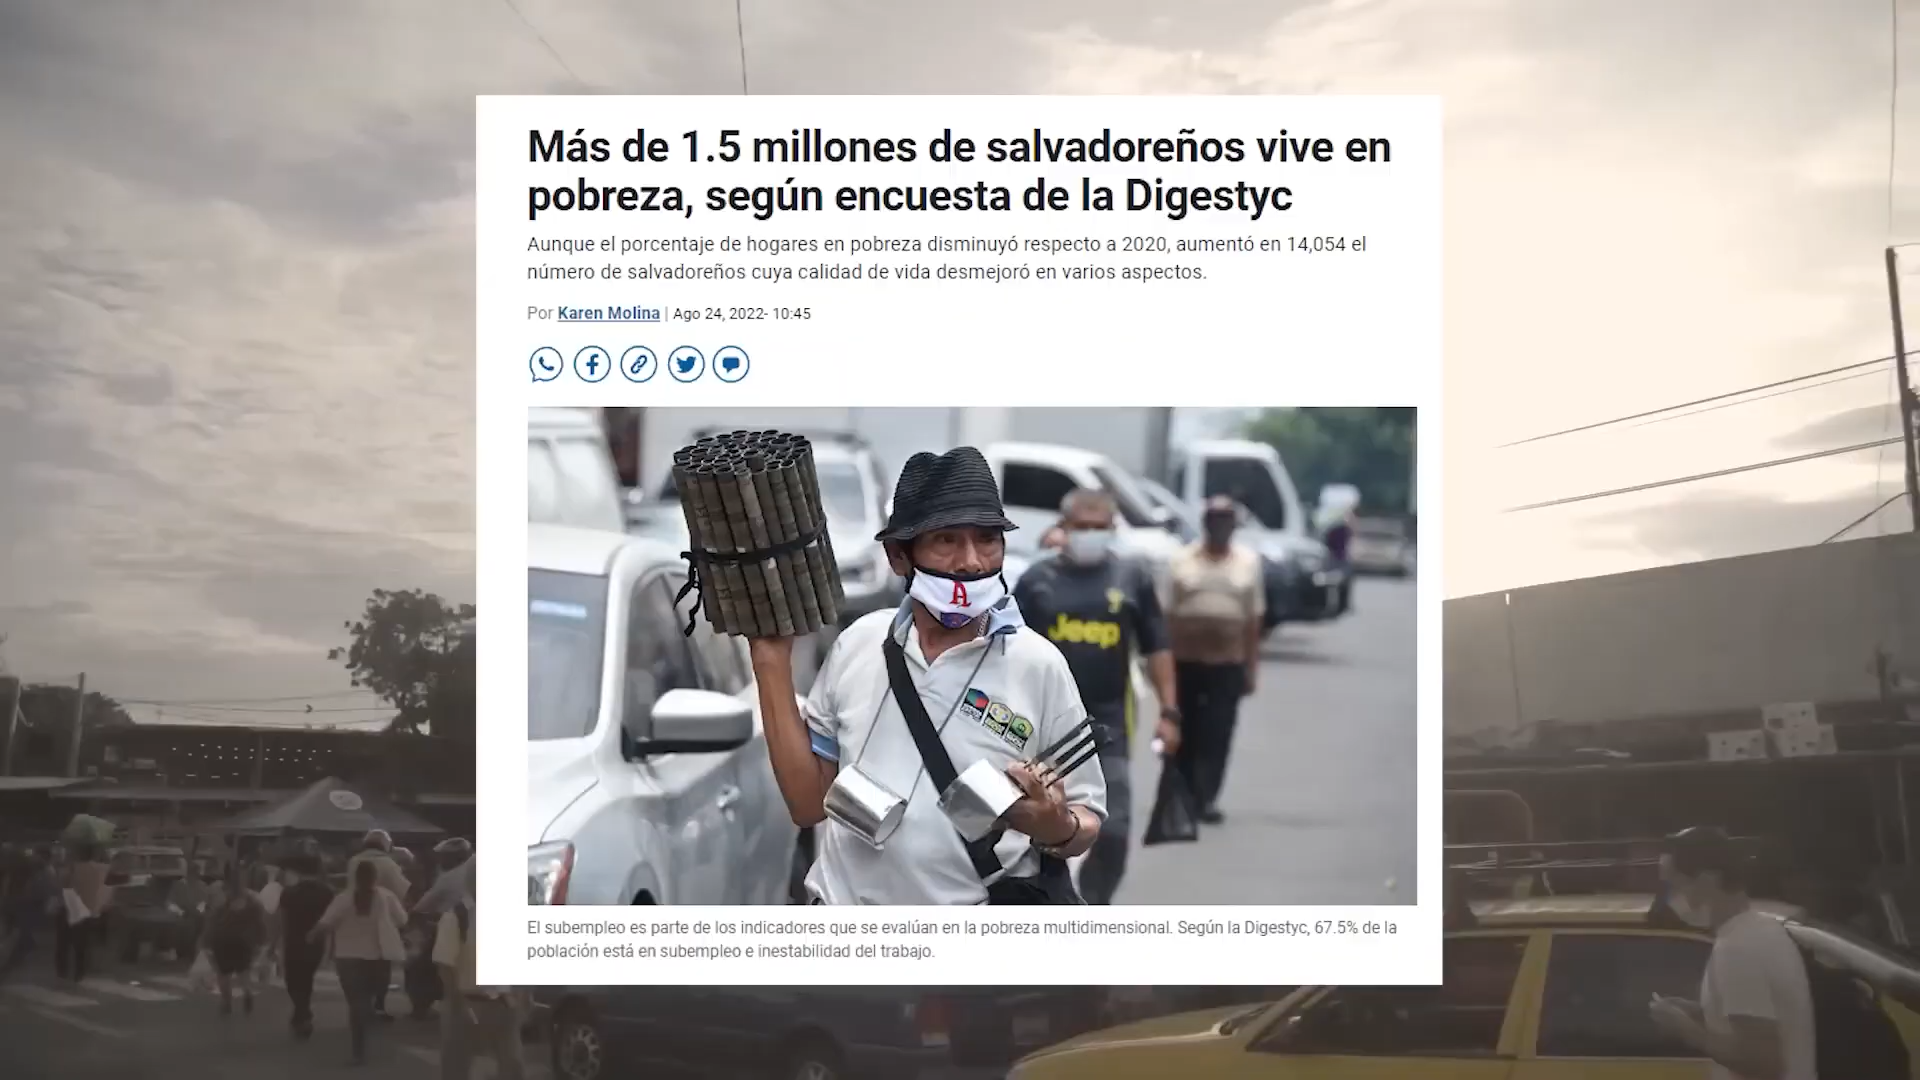 Más de 1.5 millones de salvadoreños vive en
pobreza, según encuesta de la Digestyc
Aunque el porcentaje de hogares en pobreza disminuyó respecto a 2020, aumentó en 14,054 el
número de salvadoreños cuya calidad de vida desmejoró en varios aspectos.
Por Karen Molina | Ago 24, 2022- 10:45
A
Jeep
El subempleo es parte de los indicadores que se evalúan en la pobreza multidimensional. Según la Digestyc, 67.5% de la
población está en subempleo e inestabilidad del trabajo.